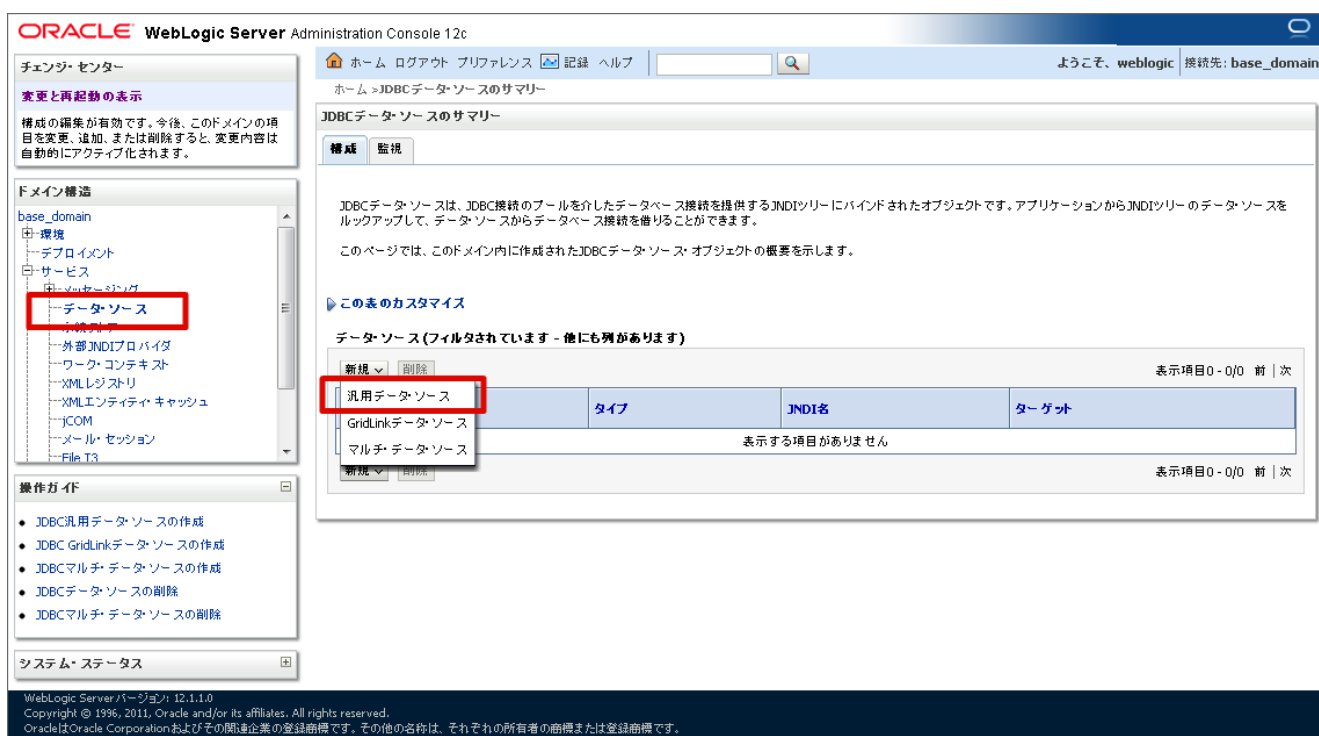 ORACLE WebLogic Server Administration Console 12c
チェンジ・センター
変更と再起動の表示
構成の編集が有効です。今後、このドメインの項
目を変更、追加、または削除すると、変更内容は
自動的にアクティブ化されます。
ドメイン構造
base_domain
環境
デプロイメント
サービス
メッセージング
データ・ソース
外部JNDIプロバイダ
ワーク・コンテキスト
XMLレジストリ
XMLエンティティ・キャッシュ
jCOM
メール・セッション
File T3
操作ガイド
JDBC汎用データ・ソースの作成
JDBC GridLinkデータ・ソースの作成
JDBCマルチ・データ・ソースの作成
JDBCデータ・ソースの削除
JDBCマルチ・データ・ソースの削除
システム・ステータス
ホーム ログアウト プリファレンス 記録 ヘルプ
ようこそ、weblogic 接続先: base_domain
ホーム >JDBCデータ・ソースのサマリー
JDBCデータ・ソースのサマリー
構成 監視
JDBCデータ・ソースは、JDBC接続のプールを介したデータベース接続を提供するJNDIツリーにバインドされたオブジェクトです。アプリケーションからJNDIツリーのデータ・ソースを
ルックアップして、データ・ソースからデータベース接続を借りることができます。
このページでは、このドメイン内に作成されたJDBCデータ・ソース・オブジェクトの概要を示します。
この表のカスタマイズ
データ・ソース(フィルタされています - 他にも列があります)
新規 削除 表示項目0 - 0/0 前 | 次
汎用データ・ソース
GridLinkデータ・ソース
マルチ・データ・ソース
タイプ JNDI名 ターゲット
表示する項目がありません
新規 削除 表示項目0 - 0/0 前 | 次
WebLogic Serverバージョン: 12.1.1.0
Copyright © 1996, 2011, Oracle and/or its affiliates. All rights reserved.
OracleはOracle Corporationおよびその関連企業の登録商標です。その他の名称は、それぞれの所有者の商標または登録商標です。